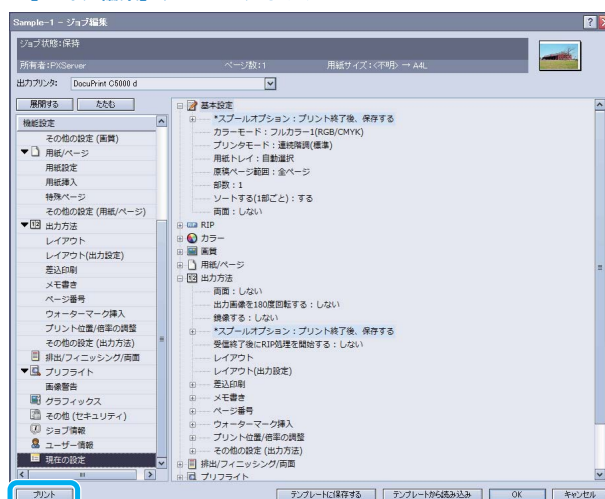 Sample-1 - ジョブ編集
ジョブ状態:保持
所有者:PXServer ページ数:1 用紙サイズ:<不明> → A4L
出力プリンタ: DocuPrint C5000 d
展開する たたむ
機能設定
その他の設定 (画質)
用紙/ページ
用紙設定
用紙挿入
特殊ページ
その他の設定 (用紙/ページ)
出力方法
レイアウト
レイアウト(出力設定)
差込印刷
メモ書き
ページ番号
ウォーターマーク挿入
プリント位置/倍率の調整
その他の設定 (出力方法)
排出/フィニッシング/両面
プリフライト
画像警告
グラフィックス
その他 (セキュリティ)
ジョブ情報
ユーザー情報
現在の設定
基本設定
*スプールオプション:プリント終了後、保存する
カラーモード:フルカラー1(RGB/CMYK)
プリンタモード:連続階調(標準)
用紙トレイ:自動選択
原稿ページ範囲:全ページ
部数:1
ソートする(1部ごと):する
両面:しない
RIP
カラー
画質
用紙/ページ
出力方法
両面:しない
出力画像を180度回転する:しない
鏡像する:しない
*スプールオプション:プリント終了後、保存する
受信終了後にRIP処理を開始する:しない
レイアウト
レイアウト(出力設定)
差込印刷
メモ書き
ページ番号
ウォーターマーク挿入
プリント位置/倍率の調整
その他の設定 (出力方法)
排出/フィニッシング/両面
プリフライト
プリント テンプレートに保存する テンプレートから読み込み OK キャンセル